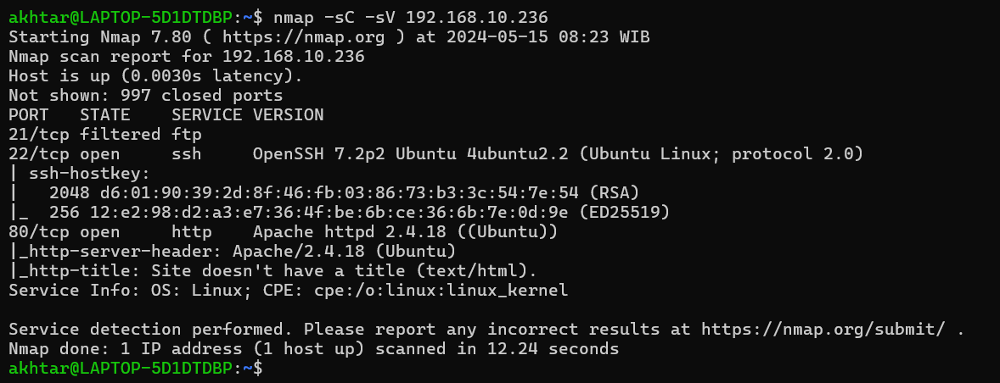 akhtar@LAPTOP-5D1DTDBP:~$ nmap -sC -sV 192.168.10.236
Starting Nmap 7.80 ( https://nmap.org ) at 2024-05-15 08:23 WIB
Nmap scan report for 192.168.10.236
Host is up (0.0030s latency).
Not shown: 997 closed ports
PORT   STATE    SERVICE VERSION
21/tcp filtered ftp
22/tcp open     ssh     OpenSSH 7.2p2 Ubuntu 4ubuntu2.2 (Ubuntu Linux; protocol 2.0)
| ssh-hostkey:
|   2048 d6:01:90:39:2d:8f:46:fb:03:86:73:b3:3c:54:7e:54 (RSA)
|_  256 12:e2:98:d2:a3:e7:36:4f:be:6b:ce:36:6b:7e:0d:9e (ED25519)
80/tcp open     http    Apache httpd 2.4.18 ((Ubuntu))
|_http-server-header: Apache/2.4.18 (Ubuntu)
|_http-title: Site doesn't have a title (text/html).
Service Info: OS: Linux; CPE: cpe:/o:linux:linux_kernel

Service detection performed. Please report any incorrect results at https://nmap.org/submit/ .
Nmap done: 1 IP address (1 host up) scanned in 12.24 seconds
akhtar@LAPTOP-5D1DTDBP:~$